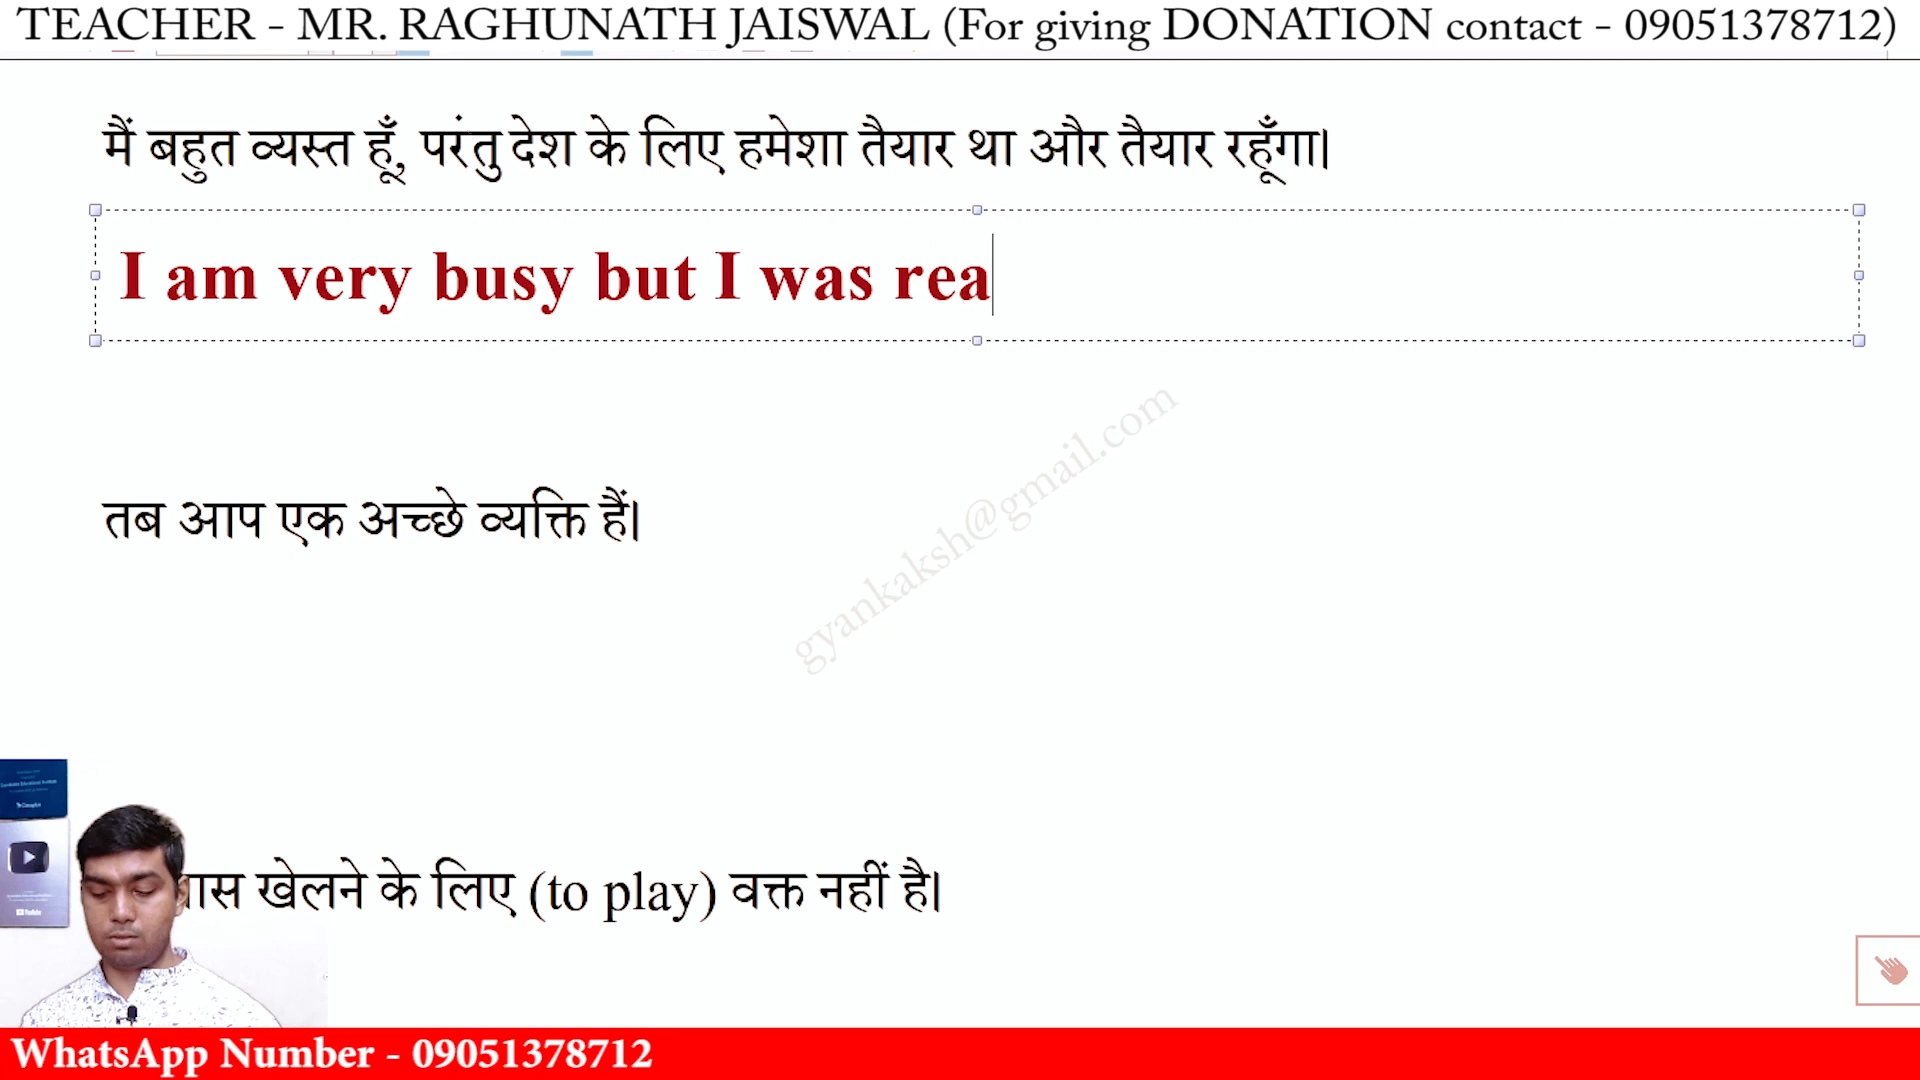 TEACHER - MR. RAGHUNATH JAISWAL (For giving DONATION contact - 09051378712)
मैं बहुत व्यस्त हूँ, परंतु देश के लिए हमेशा तैयार था और तैयार रहूँगा।
I am very busy but I was rea
gyankaksh@gmail.com
तब आप एक अच्छे व्यक्ति हैं।
खेलने के लिए (to play) वक्त नहीं है।
WhatsApp Number - 09051378712